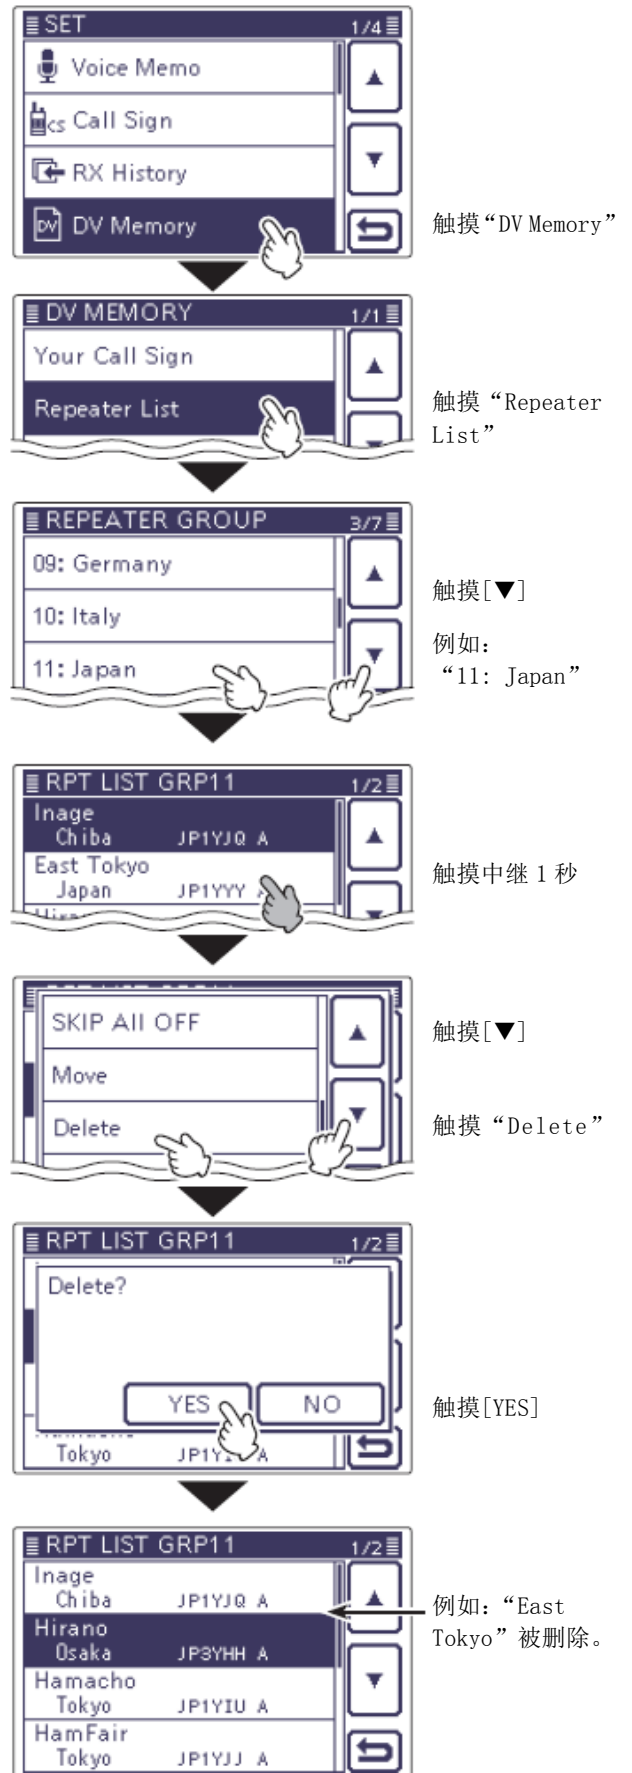 SET 1/4
Voice Memo
CS Call Sign
RX History
DV DV Memory
触摸“DV Memory”
DV MEMORY 1/1
Your Call Sign
Repeater List
触摸“Repeater
List”
REPEATER GROUP 3/7
09: Germany
10: Italy
11: Japan
触摸[▼]
例如：
“11: Japan”
RPT LIST GRP11 1/2
Inage
Chiba JP1YJQ A
East Tokyo
Japan JP1YYY
触摸中继1秒
SKIP All OFF
Move
Delete
触摸[▼]
触摸“Delete”
RPT LIST GRP11 1/2
Delete?
YES NO
Tokyo JP1Y A
触摸[YES]
RPT LIST GRP11 1/2
Inage
Chiba JP1YJQ A
Hirano
Osaka JP3YHH A
Hamacho
Tokyo JP1YIU A
HamFair
Tokyo JP1YJJ A
例如：“East
Tokyo”被删除。